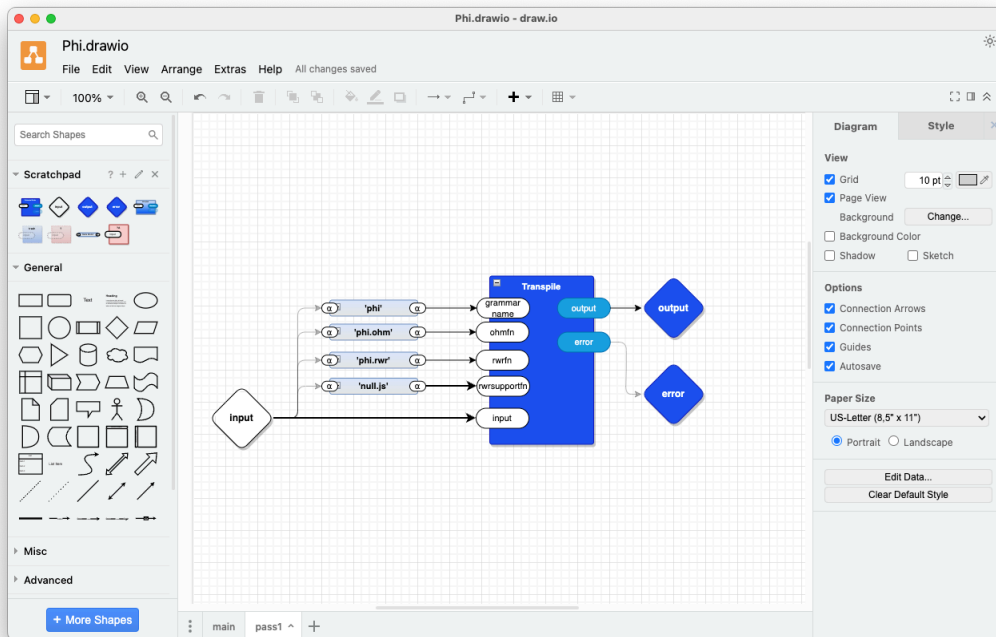 Phi.drawio - draw.io
Phi.drawio
File Edit View Arrange Extras Help All changes saved
100%
Search Shapes
Scratchpad
?
General
Text
Heading
List Item
Misc
Advanced
+ More Shapes
input
α 'phi' α
α 'phi.ohm' α
α 'phi.rwr' α
α 'null.js' α
Transpile
grammar
name
ohmfn
rwrfn
rwrsupportfn
input
output
error
output
error
main
pass1
Diagram
Style
View
Grid
10 pt
Page View
Background
Change...
Background Color
Shadow
Sketch
Options
Connection Arrows
Connection Points
Guides
Autosave
Paper Size
US-Letter (8,5" x 11")
Portrait
Landscape
Edit Data...
Clear Default Style